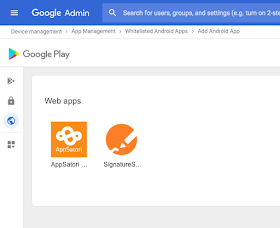 Google Admin
Search for users, groups, and settings (e.g. turn on 2-ste
Device management > App Management > Whitelisted Android Apps > Add Android App
Google Play
Web apps
AppSatori
AppSatori ...
SignatureS...